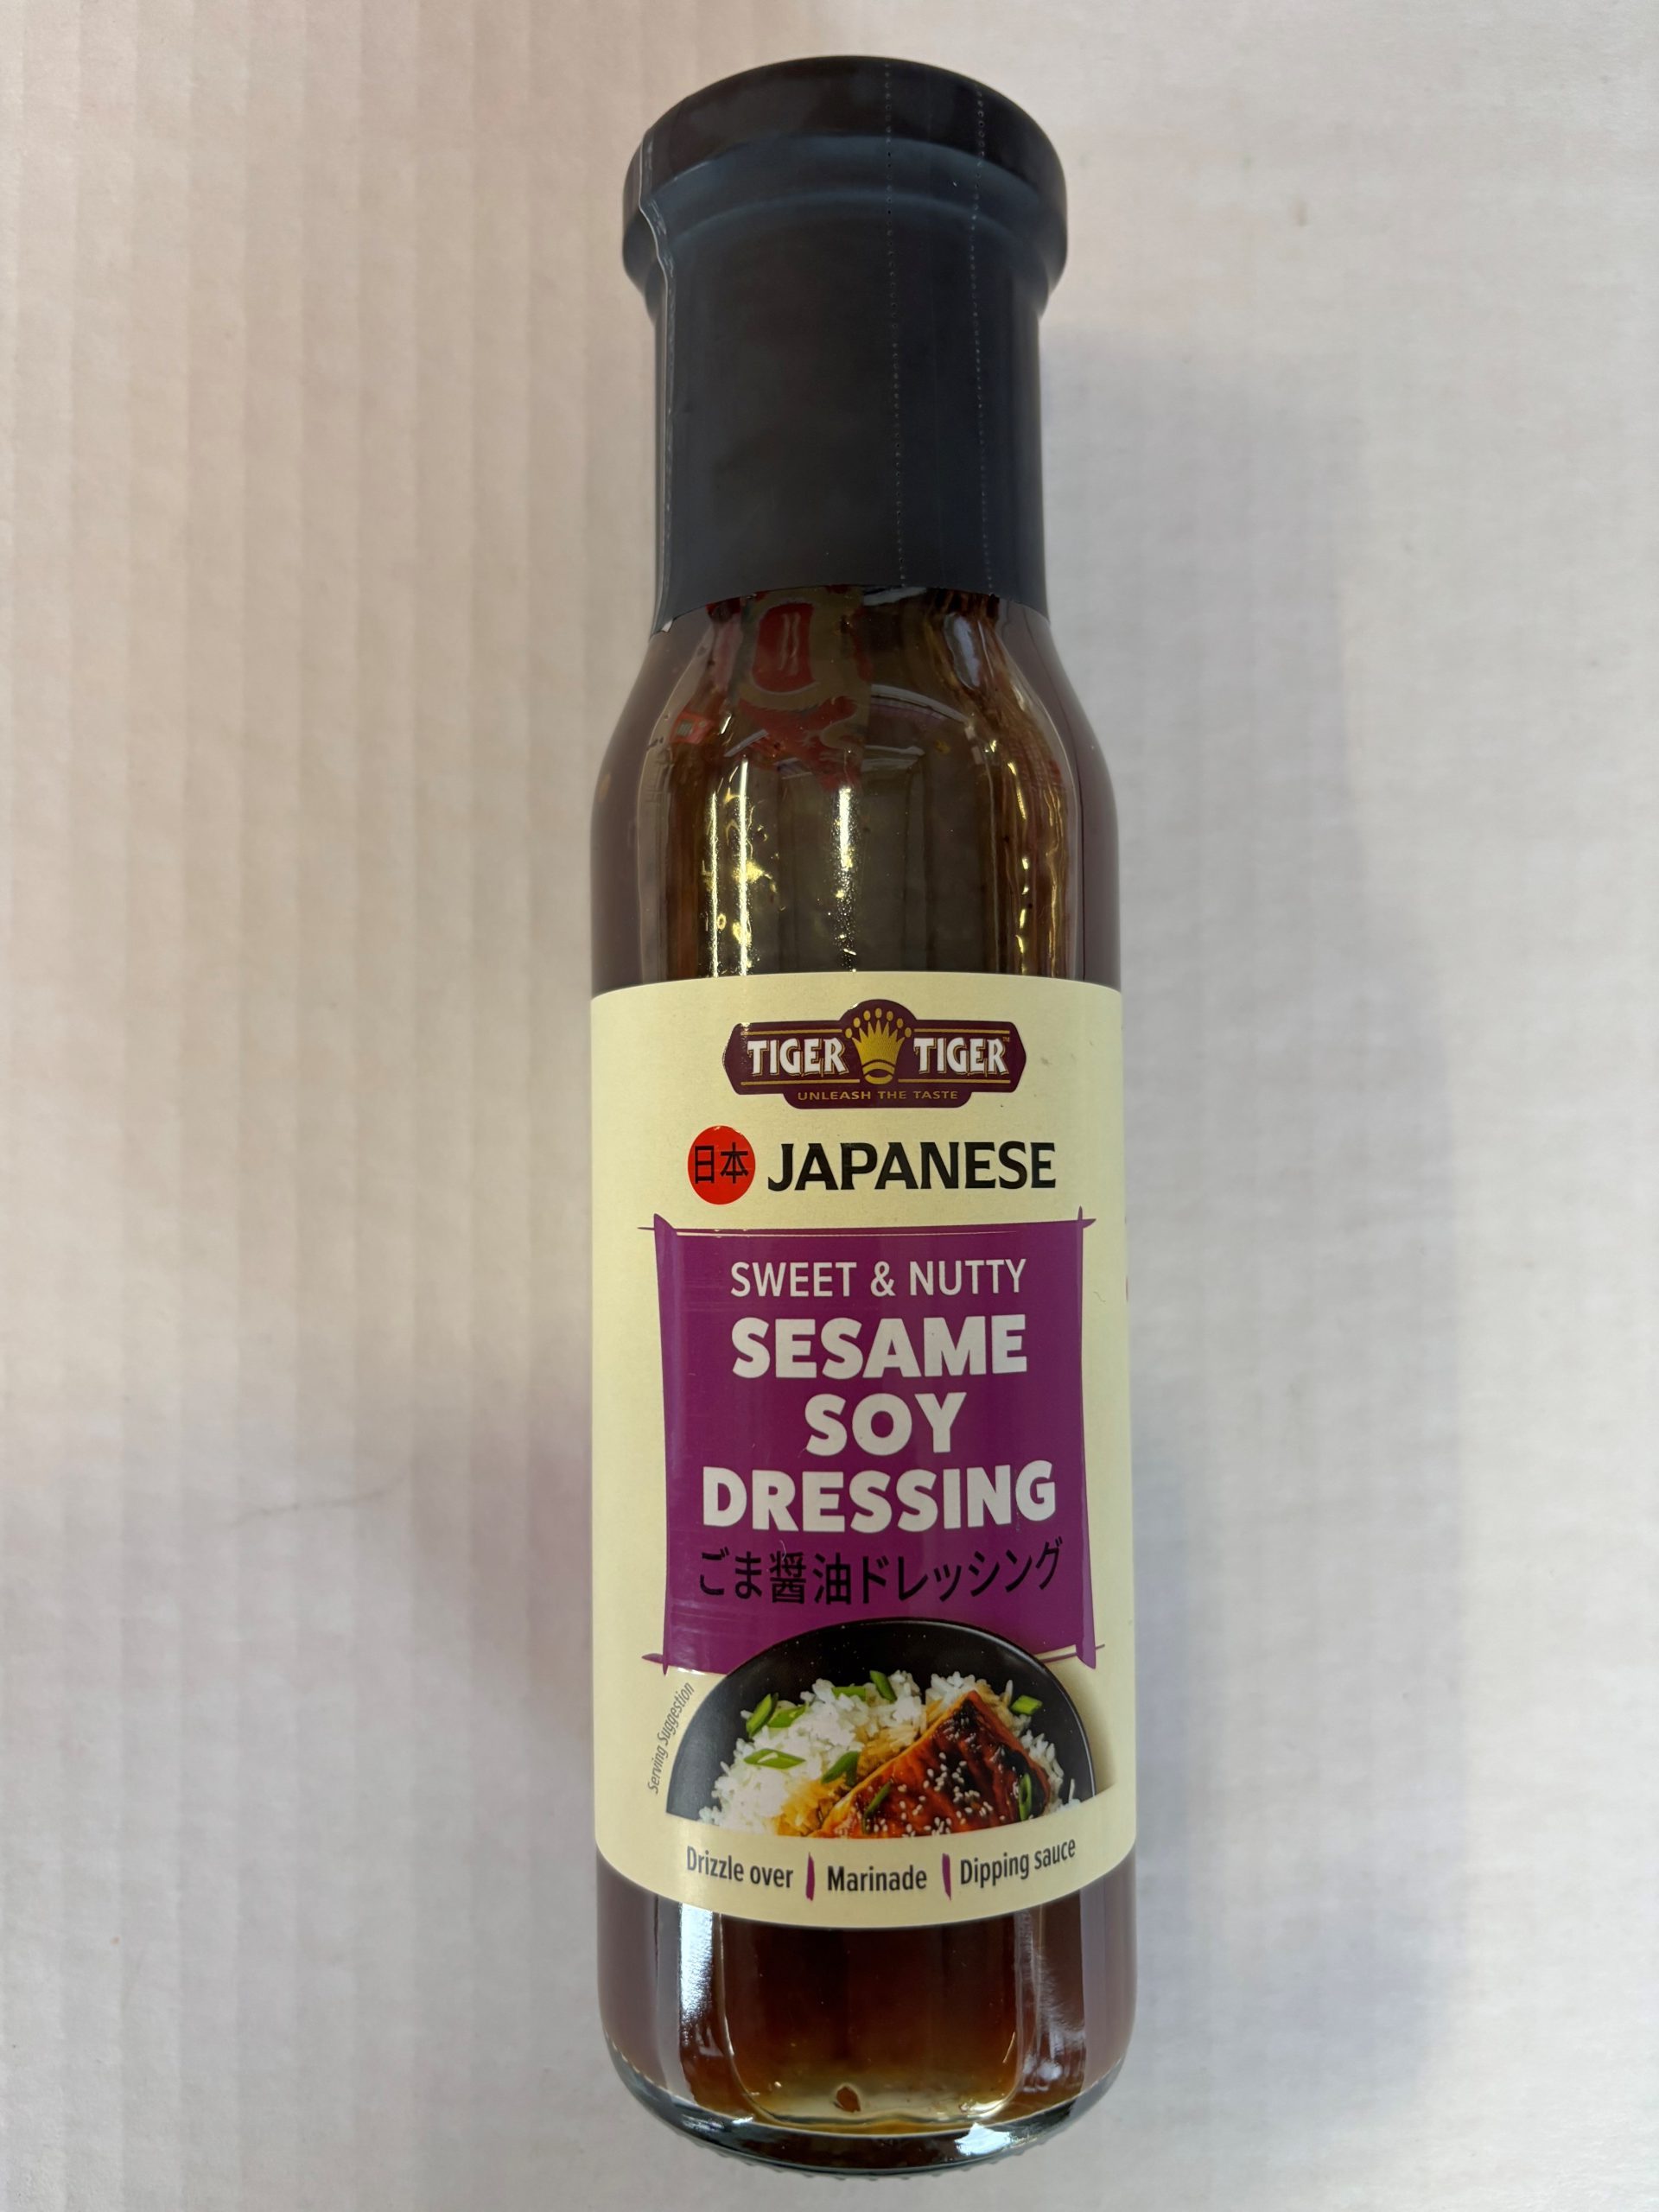 TIGER TIGER™
UNLEASH THE TASTE
日本 JAPANESE
SWEET & NUTTY
SESAME
SOY
DRESSING
ごま醤油ドレッシング
Serving Suggestion
Drizzle over | Marinade | Dipping sauce